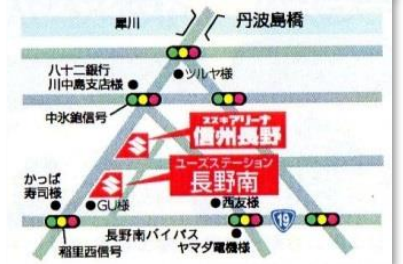 犀川
丹波島橋
八十二銀行
川中島支店様
ツルヤ様
中氷鉋信号
スズキアリーナ
信州長野
ユーズステーション
長野南
かっぱ
寿司様
GU様
西友様
19
長野南バイパス
ヤマダ電機様
稲里西信号